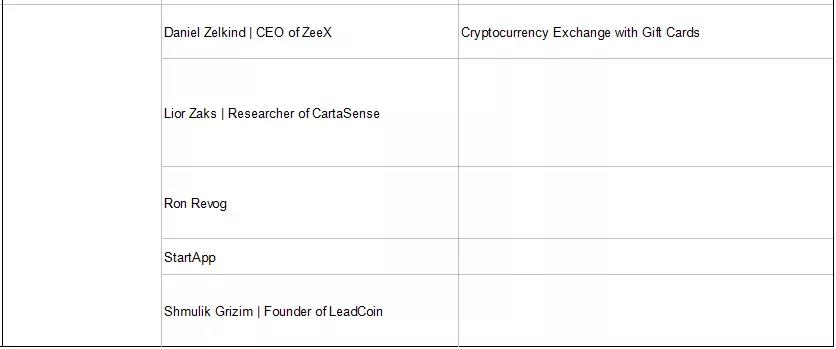 Daniel Zelkind | CEO of ZeeX
Cryptocurrency Exchange with Gift Cards
Lior Zaks | Researcher of CartaSense
Ron Revog
StartApp
Shmulik Grizim | Founder of LeadCoin